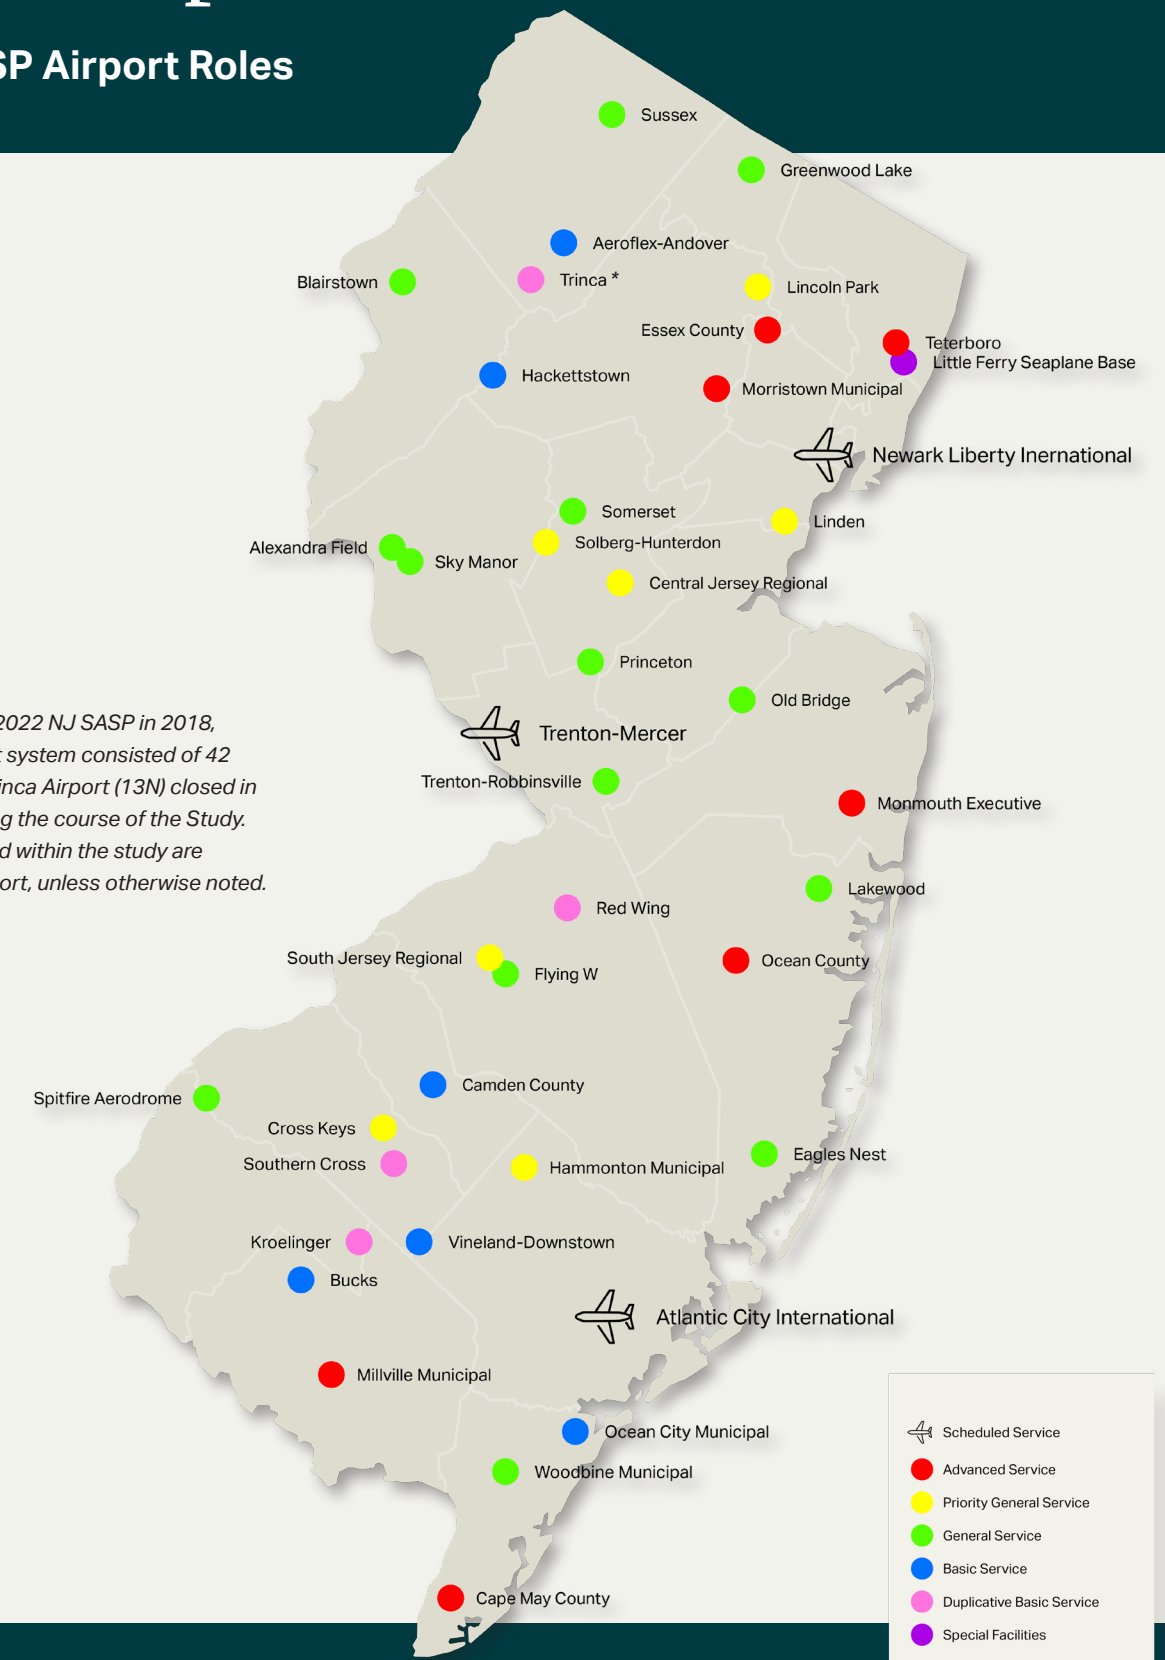 SP Airport Roles
Sussex
Greenwood Lake
Aeroflex-Andover
Blairstown
Trinca *
Lincoln Park
Essex County
Teterboro
Little Ferry Seaplane Base
Hackettstown
Morristown Municipal
Newark Liberty Inernational
Somerset
Linden
Solberg-Hunterdon
Alexandra Field
Sky Manor
Central Jersey Regional
Princeton
Old Bridge
2022 NJ SASP in 2018,
t system consisted of 42
inca Airport (13N) closed in
g the course of the Study.
d within the study are
ort, unless otherwise noted.
Trenton-Mercer
Trenton-Robbinsville
Monmouth Executive
Lakewood
Red Wing
South Jersey Regional
Flying W
Ocean County
Camden County
Spitfire Aerodrome
Cross Keys
Southern Cross
Hammonton Municipal
Eagles Nest
Kroelinger
Vineland-Downstown
Bucks
Atlantic City International
Millville Municipal
Ocean City Municipal
Woodbine Municipal
Cape May County
Scheduled Service
Advanced Service
Priority General Service
General Service
Basic Service
Duplicative Basic Service
Special Facilities